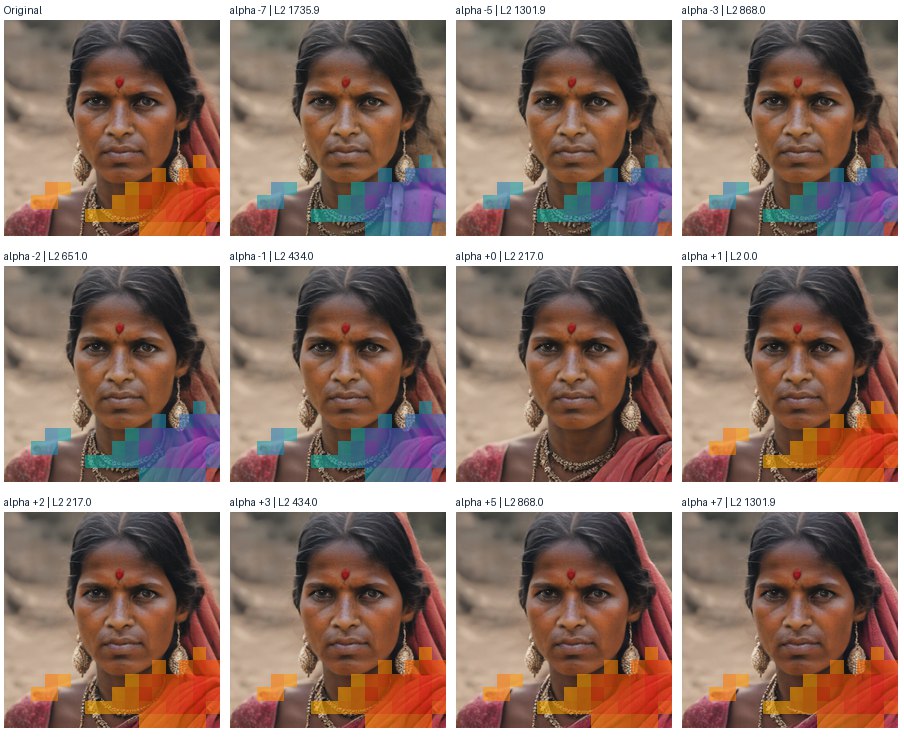 Original
alpha -7 | L2 1735.9
alpha -5 | L2 1301.9
alpha -3 | L2 868.0
alpha -2 | L2 651.0
alpha -1 | L2 434.0
alpha +0 | L2 217.0
alpha +1 | L2 0.0
alpha +2 | L2 217.0
alpha +3 | L2 434.0
alpha +5 | L2 868.0
alpha +7 | L2 1301.9